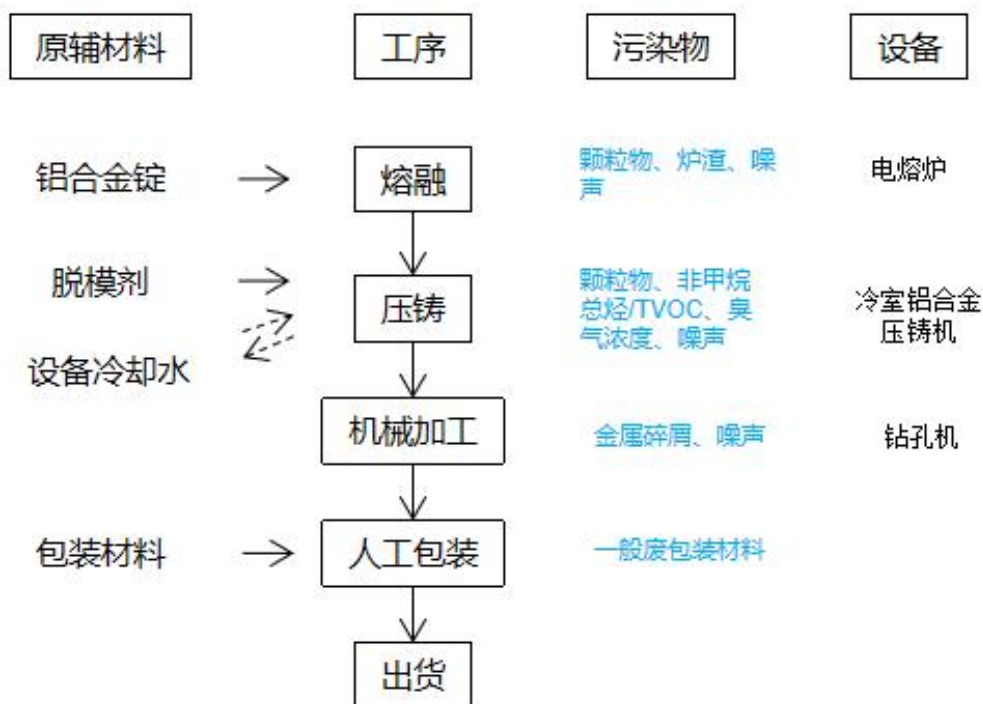 原辅材料
工序
污染物
设备
铝合金锭
熔融
颗粒物、炉渣、噪
声
电熔炉
脱模剂
设备冷却水
压铸
颗粒物、非甲烷
总烃/TVOC、臭
气浓度、噪声
冷室铝合金
压铸机
机械加工
金属碎屑、噪声
钻孔机
包装材料
人工包装
一般废包装材料
出货